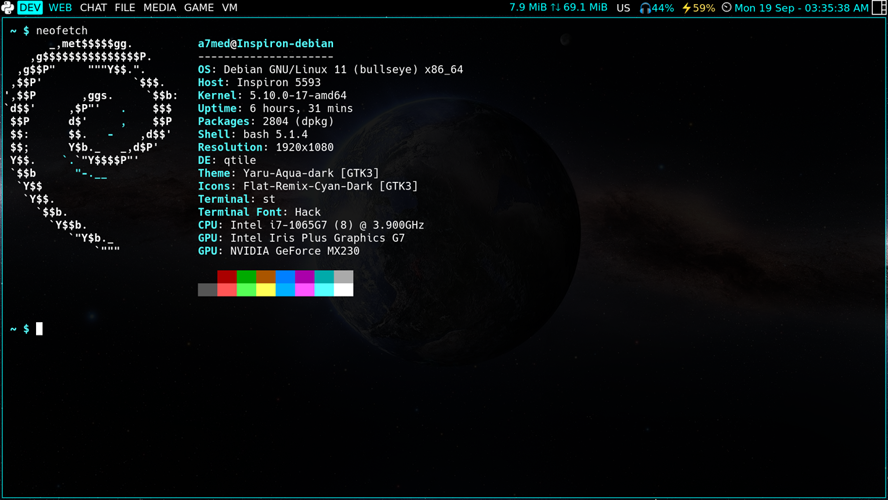 DEV WEB CHAT FILE MEDIA GAME VM 7.9 MiB ↑↓ 69.1 MiB US 44% 59% Mon 19 Sep - 03:35:38 AM
~ $ neofetch
_,met$$$$$gg. a7med@Inspiron-debian
,g$$$$$$$$$$$$$$$P. ---------------------
,g$$P" """Y$$.". OS: Debian GNU/Linux 11 (bullseye) x86_64
,$$P' `$$$. Host: Inspiron 5593
',$$P ,ggs. `$$b: Kernel: 5.10.0-17-amd64
`d$$' ,$P"' . $$$ Uptime: 6 hours, 31 mins
$$P d$' , $$P Packages: 2804 (dpkg)
$$: $$. - ,d$$' Shell: bash 5.1.4
$$; Y$b._ _,d$P' Resolution: 1920x1080
Y$$. `.`"Y$$$$P"' DE: qtile
`$$b "-.__ Theme: Yaru-Aqua-dark [GTK3]
`Y$$ Icons: Flat-Remix-Cyan-Dark [GTK3]
`Y$$. Terminal: st
`$$b. Terminal Font: Hack
`Y$$b. CPU: Intel i7-1065G7 (8) @ 3.900GHz
`"Y$b._ GPU: Intel Iris Plus Graphics G7
`""" GPU: NVIDIA GeForce MX230
~ $